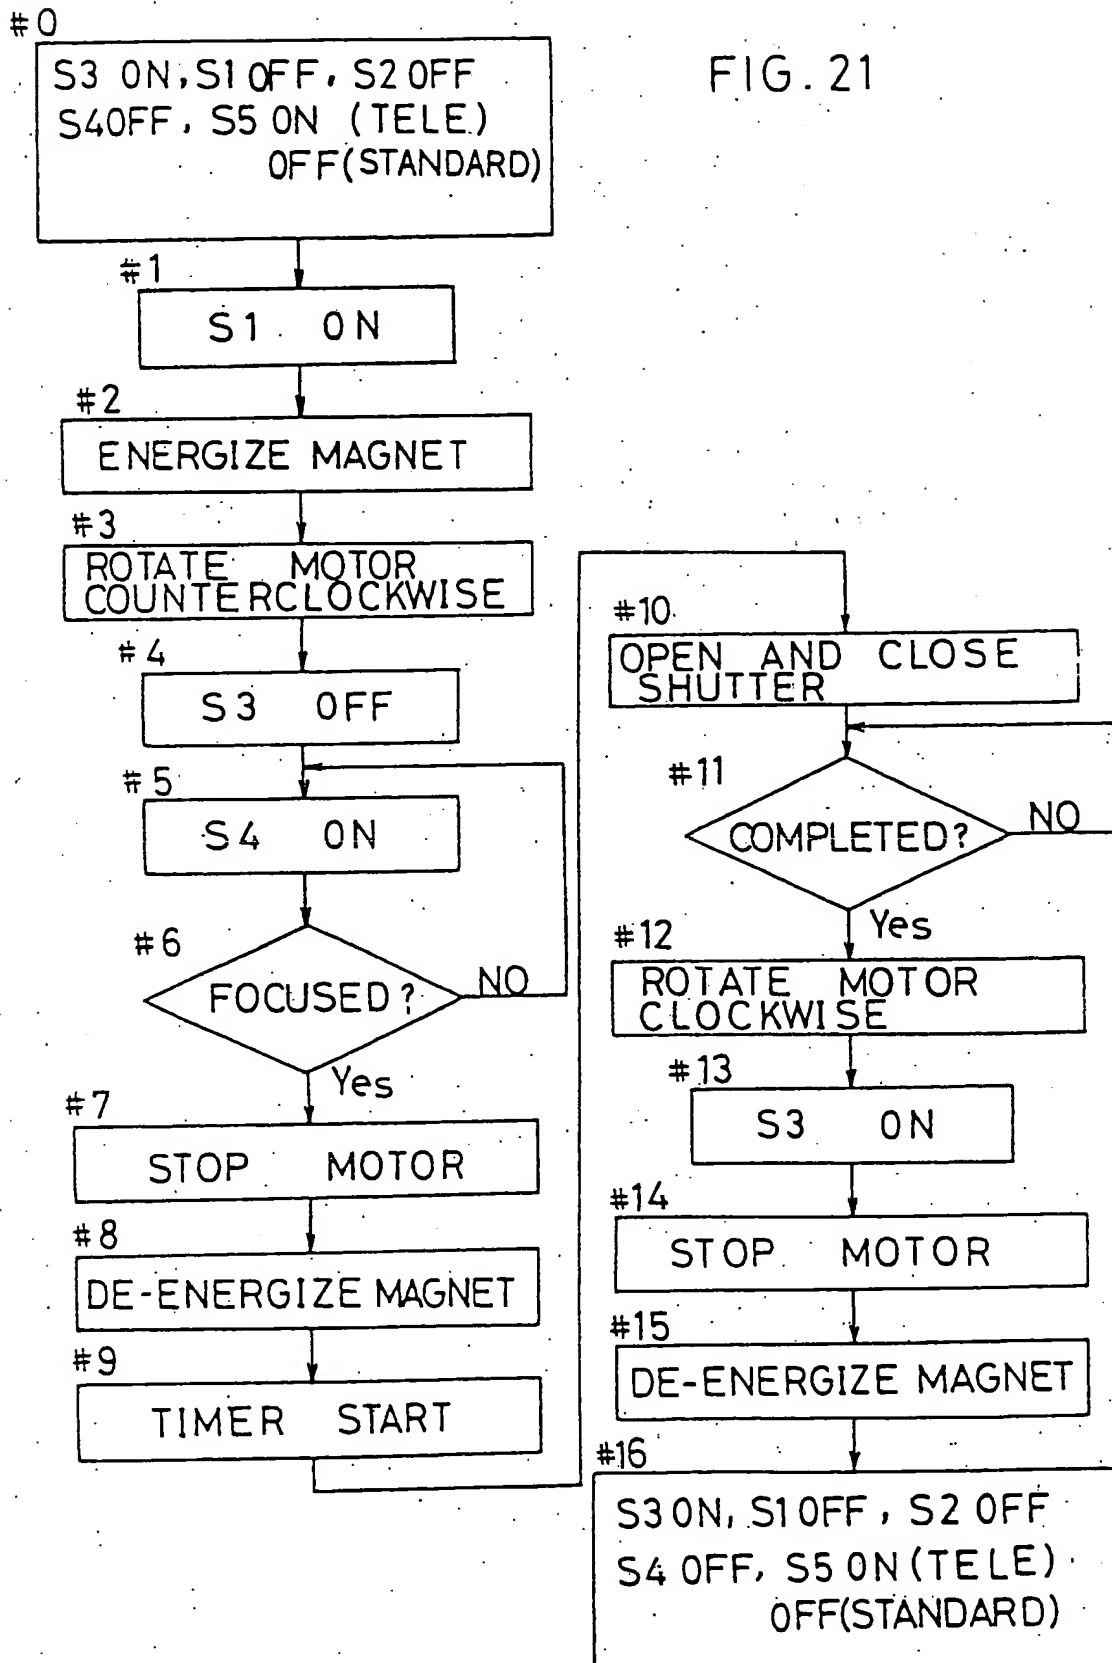 FIG. 21
#0
S3 ON, S1 OFF, S2 OFF
S4 OFF, S5 ON (TELE.)
OFF(STANDARD)
#1
S1 ON
#2
ENERGIZE MAGNET
#3
ROTATE MOTOR
COUNTERCLOCKWISE
#4
S3 OFF
#5
S4 ON
#6
FOCUSED?
NO
Yes
#7
STOP MOTOR
#8
DE-ENERGIZE MAGNET
#9
TIMER START
#10
OPEN AND CLOSE
SHUTTER
#11
COMPLETED?
NO
Yes
#12
ROTATE MOTOR
CLOCKWISE
#13
S3 ON
#14
STOP MOTOR
#15
DE-ENERGIZE MAGNET
#16
S3 ON, S1 OFF, S2 OFF
S4 OFF, S5 ON (TELE)
OFF(STANDARD)